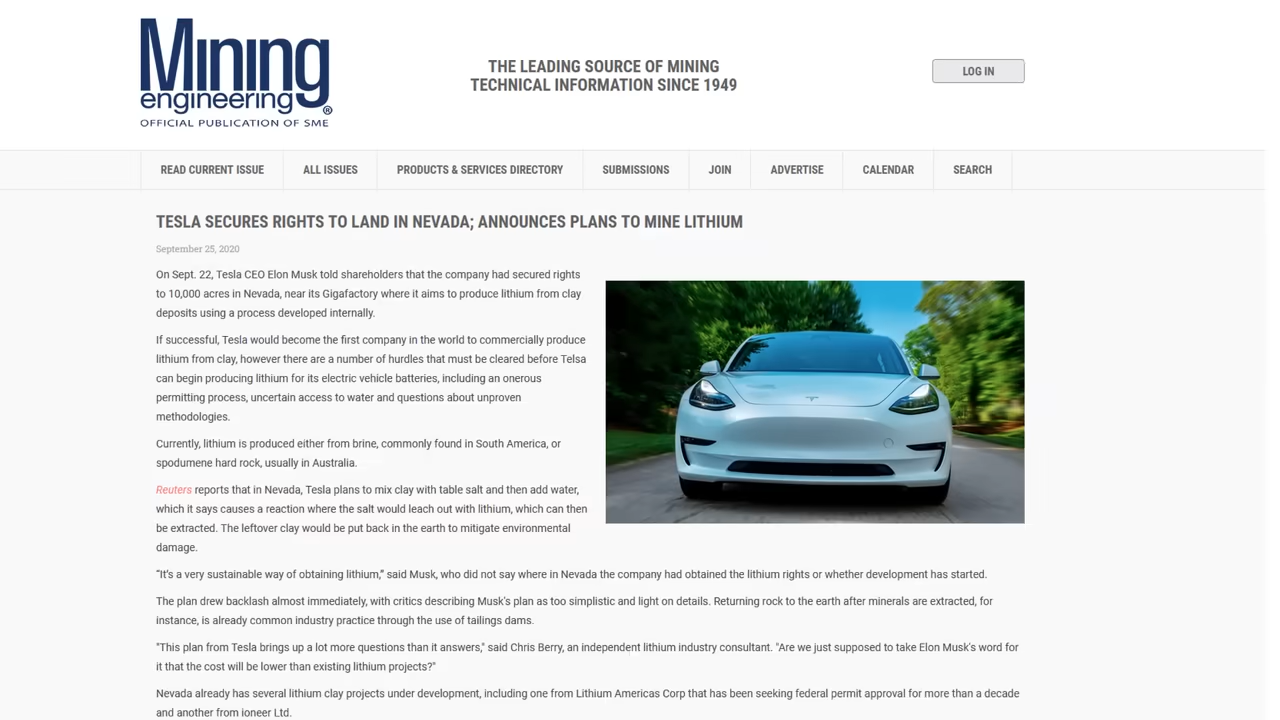 Mining
engineering®
OFFICIAL PUBLICATION OF SME
THE LEADING SOURCE OF MINING
TECHNICAL INFORMATION SINCE 1949
LOG IN
READ CURRENT ISSUE
ALL ISSUES
PRODUCTS & SERVICES DIRECTORY
SUBMISSIONS
JOIN
ADVERTISE
CALENDAR
SEARCH
TESLA SECURES RIGHTS TO LAND IN NEVADA; ANNOUNCES PLANS TO MINE LITHIUM
September 25, 2020
On Sept. 22, Tesla CEO Elon Musk told shareholders that the company had secured rights
to 10,000 acres in Nevada, near its Gigafactory where it aims to produce lithium from clay
deposits using a process developed internally.
If successful, Tesla would become the first company in the world to commercially produce
lithium from clay, however there are a number of hurdles that must be cleared before Telsa
can begin producing lithium for its electric vehicle batteries, including an onerous
permitting process, uncertain access to water and questions about unproven
methodologies.
Currently, lithium is produced either from brine, commonly found in South America, or
spodumene hard rock, usually in Australia.
Reuters reports that in Nevada, Tesla plans to mix clay with table salt and then add water,
which it says causes a reaction where the salt would leach out with lithium, which can then
be extracted. The leftover clay would be put back in the earth to mitigate environmental
damage.
“It’s a very sustainable way of obtaining lithium,” said Musk, who did not say where in Nevada the company had obtained the lithium rights or whether development has started.
The plan drew backlash almost immediately, with critics describing Musk's plan as too simplistic and light on details. Returning rock to the earth after minerals are extracted, for
instance, is already common industry practice through the use of tailings dams.
"This plan from Tesla brings up a lot more questions than it answers," said Chris Berry, an independent lithium industry consultant. "Are we just supposed to take Elon Musk's word for
it that the cost will be lower than existing lithium projects?"
Nevada already has several lithium clay projects under development, including one from Lithium Americas Corp that has been seeking federal permit approval for more than a decade
and another from ioneer Ltd.